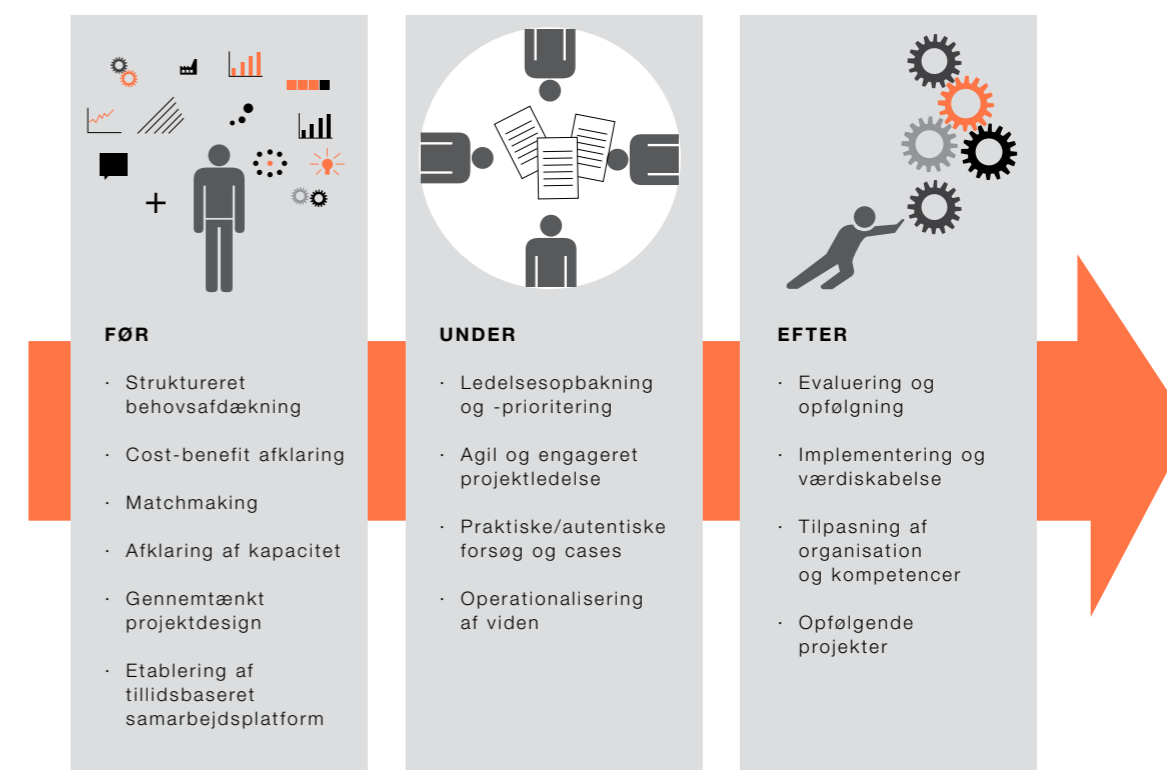 FØR
· Struktureret
behovsafdækning
· Cost-benefit afklaring
· Matchmaking
· Afklaring af kapacitet
· Gennemtænkt
projektdesign
· Etablering af
tillidsbaseret
samarbejdsplatform
UNDER
· Ledelsesopbakning
og -prioritering
· Agil og engageret
projektledelse
· Praktiske/autentiske
forsøg og cases
· Operationalisering
af viden
EFTER
· Evaluering og
opfølgning
· Implementering og
værdiskabelse
· Tilpasning af
organisation
og kompetencer
· Opfølgende
projekter